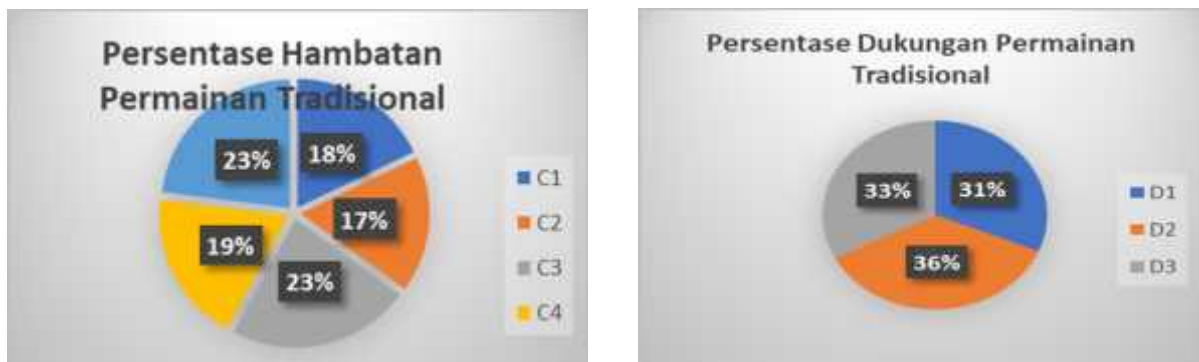 Persentase Hambatan
Permainan Tradisional
23%
18%
17%
19%
23%
C1
C2
C3
C4
Persentase Dukungan Permainan
Tradisional
33%
31%
36%
D1
D2
D3